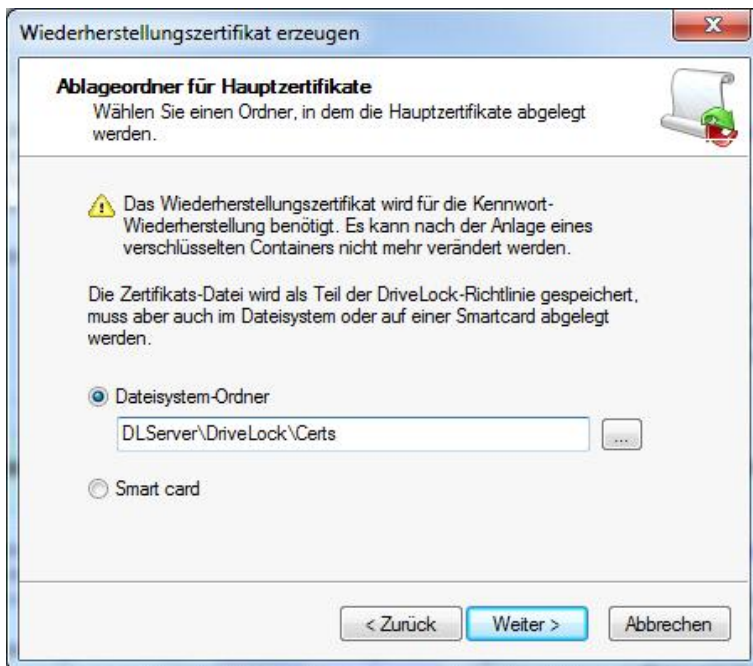 Wiederherstellungszertifikat erzeugen
Ablageordner für Hauptzertifikate
Wählen Sie einen Ordner, in dem die Hauptzertifikate abgelegt
werden.
Das Wiederherstellungszertifikat wird für die Kennwort-
Wiederherstellung benötigt. Es kann nach der Anlage eines
verschlüsselten Containers nicht mehr verändert werden.
Die Zertifikats-Datei wird als Teil der DriveLock-Richtlinie gespeichert,
muss aber auch im Dateisystem oder auf einer Smartcard abgelegt
werden.
Dateisystem-Ordner
DLServer\DriveLock\Certs
...
Smart card
< Zurück
Weiter >
Abbrechen